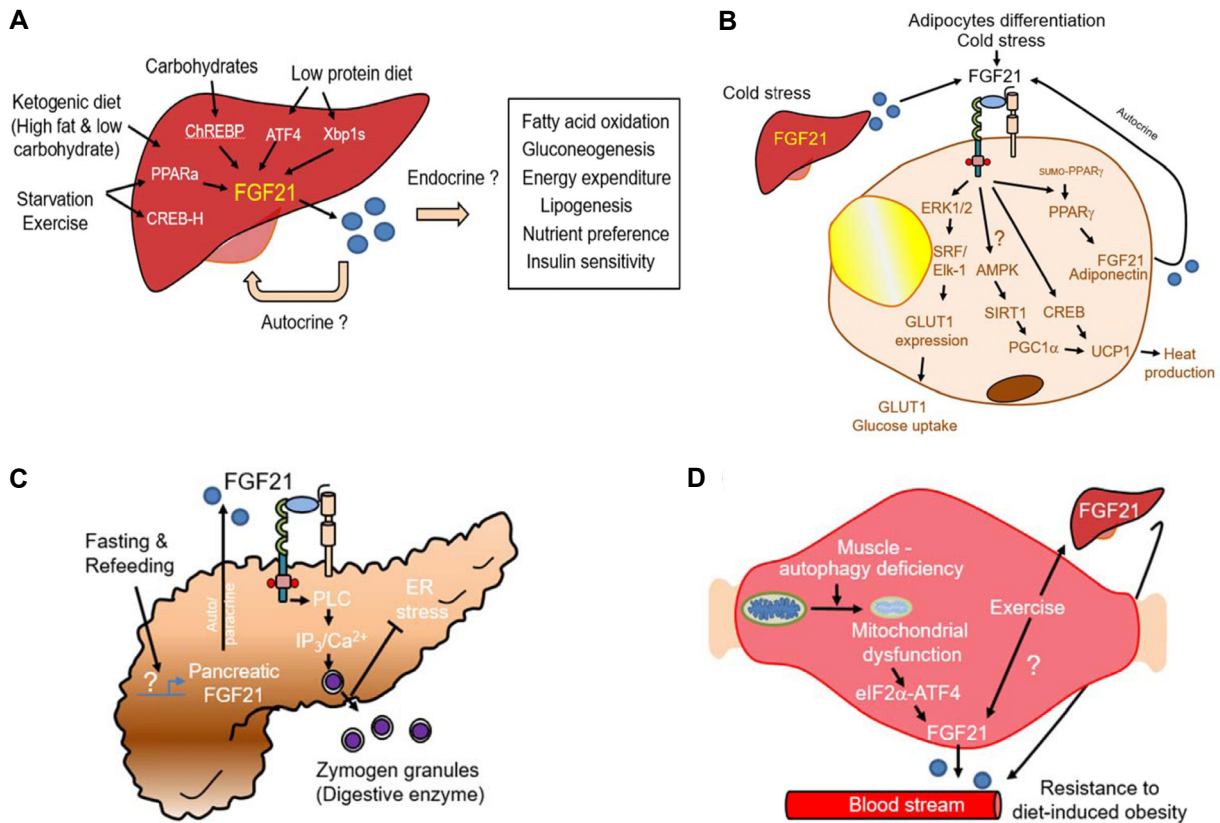 A
Carbohydrates
Low protein diet
Ketogenic diet
(High fat & low
carbohydrate)
ChREBP
ATF4
Xbp1s
PPARa
FGF21
Starvation
Exercise
CREB-H
Endocrine ?
Autocrine ?
Fatty acid oxidation
Gluconeogenesis
Energy expenditure
Lipogenesis
Nutrient preference
Insulin sensitivity
B
Adipocytes differentiation
Cold stress
FGF21
Cold stress
FGF21
Autocrine
SUMO-PPARγ
PPARγ
FGF21
Adiponectin
ERK1/2
SRF/
Elk-1
GLUT1
expression
GLUT1
Glucose uptake
?
AMPK
SIRT1
PGC1α
CREB
UCP1
Heat
production
C
FGF21
Fasting &
Refeeding
Auto/
paracrine
?
Pancreatic
FGF21
PLC
IP3/Ca2+
ER
stress
Zymogen granules
(Digestive enzyme)
D
FGF21
Muscle -
autophagy deficiency
Mitochondrial
dysfunction
eIF2α-ATF4
FGF21
Exercise
?
Blood stream
Resistance to
diet-induced obesity